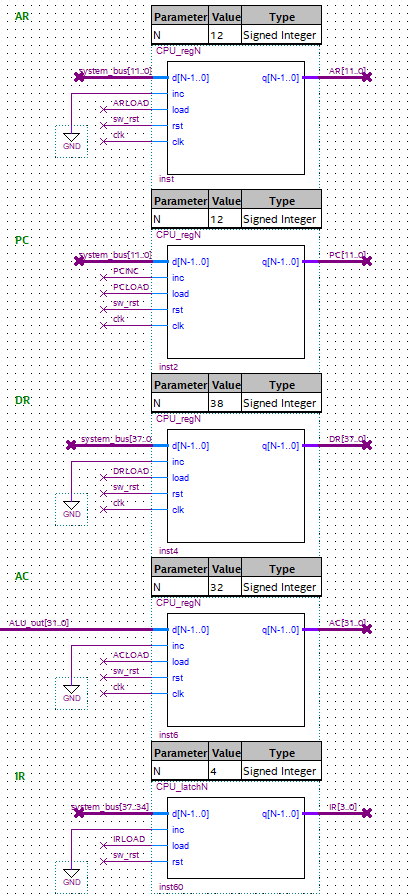 AR
Parameter Value Type
N 12 Signed Integer
CPU_regN
system_bus[11..0] d[N-1..0] q[N-1..0] AR[11..0]
inc
ARLOAD load
sw_rst rst
clk clk
GND
inst
Parameter Value Type
N 12 Signed Integer
CPU_regN
PC
system_bus[11..0] d[N-1..0] q[N-1..0] PC[11..0]
PCINC inc
PCLOAD load
sw_rst rst
clk clk
inst2
Parameter Value Type
DR
N 38 Signed Integer
CPU_regN
system_bus[37..0 d[N-1..0] q[N-1..0] DR[37..0]
inc
DRLOAD load
sw_rst rst
clk clk
GND
inst4
Parameter Value Type
AC
N 32 Signed Integer
CPU_regN
ALU_out[31..0] d[N-1..0] q[N-1..0] AC[31..0]
inc
ACLOAD load
sw_rst rst
clk clk
GND
inst6
Parameter Value Type
IR
N 4 Signed Integer
CPU_latchN
system_bus[37..34] d[N-1..0] q[N-1..0] IR[3..0]
inc
IRLOAD load
sw_rst rst
GND
inst60